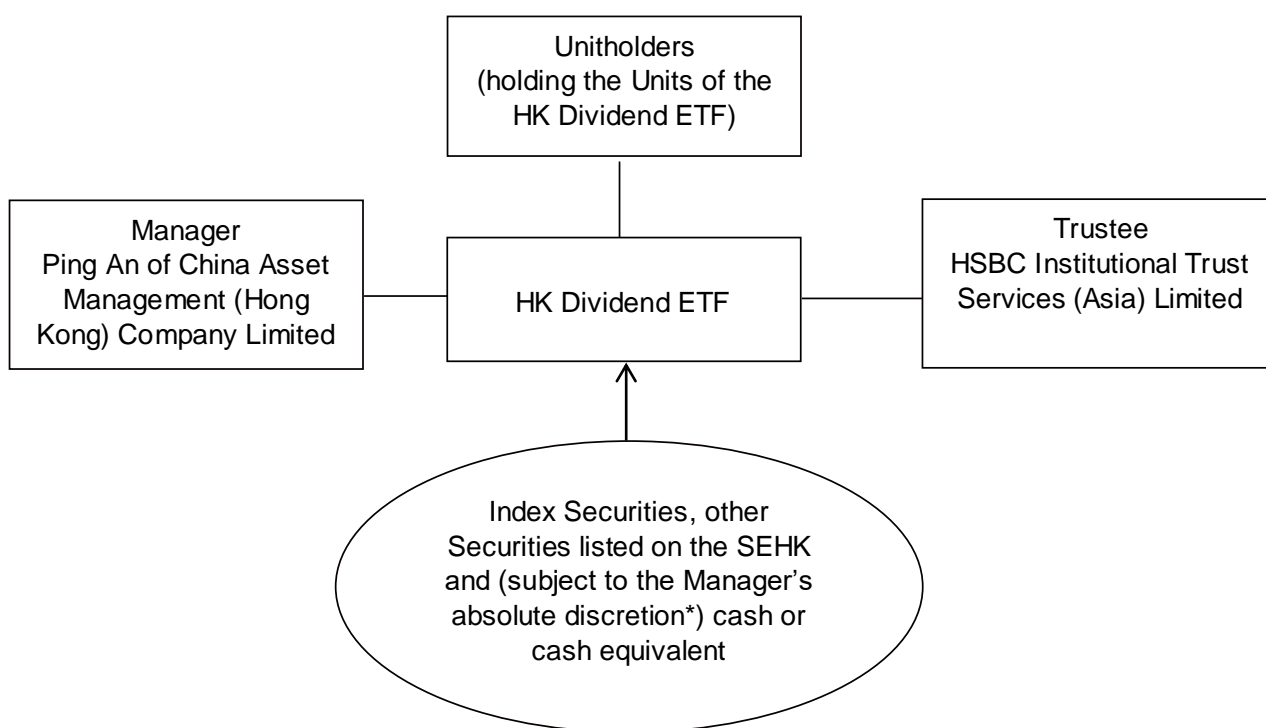 Unitholders
(holding the Units of the
HK Dividend ETF)
Manager
Ping An of China Asset
Management (Hong
Kong) Company Limited
HK Dividend ETF
Trustee
HSBC Institutional Trust
Services (Asia) Limited
Index Securities, other
Securities listed on the SEHK
and (subject to the Manager’s
absolute discretion*) cash or
cash equivalent